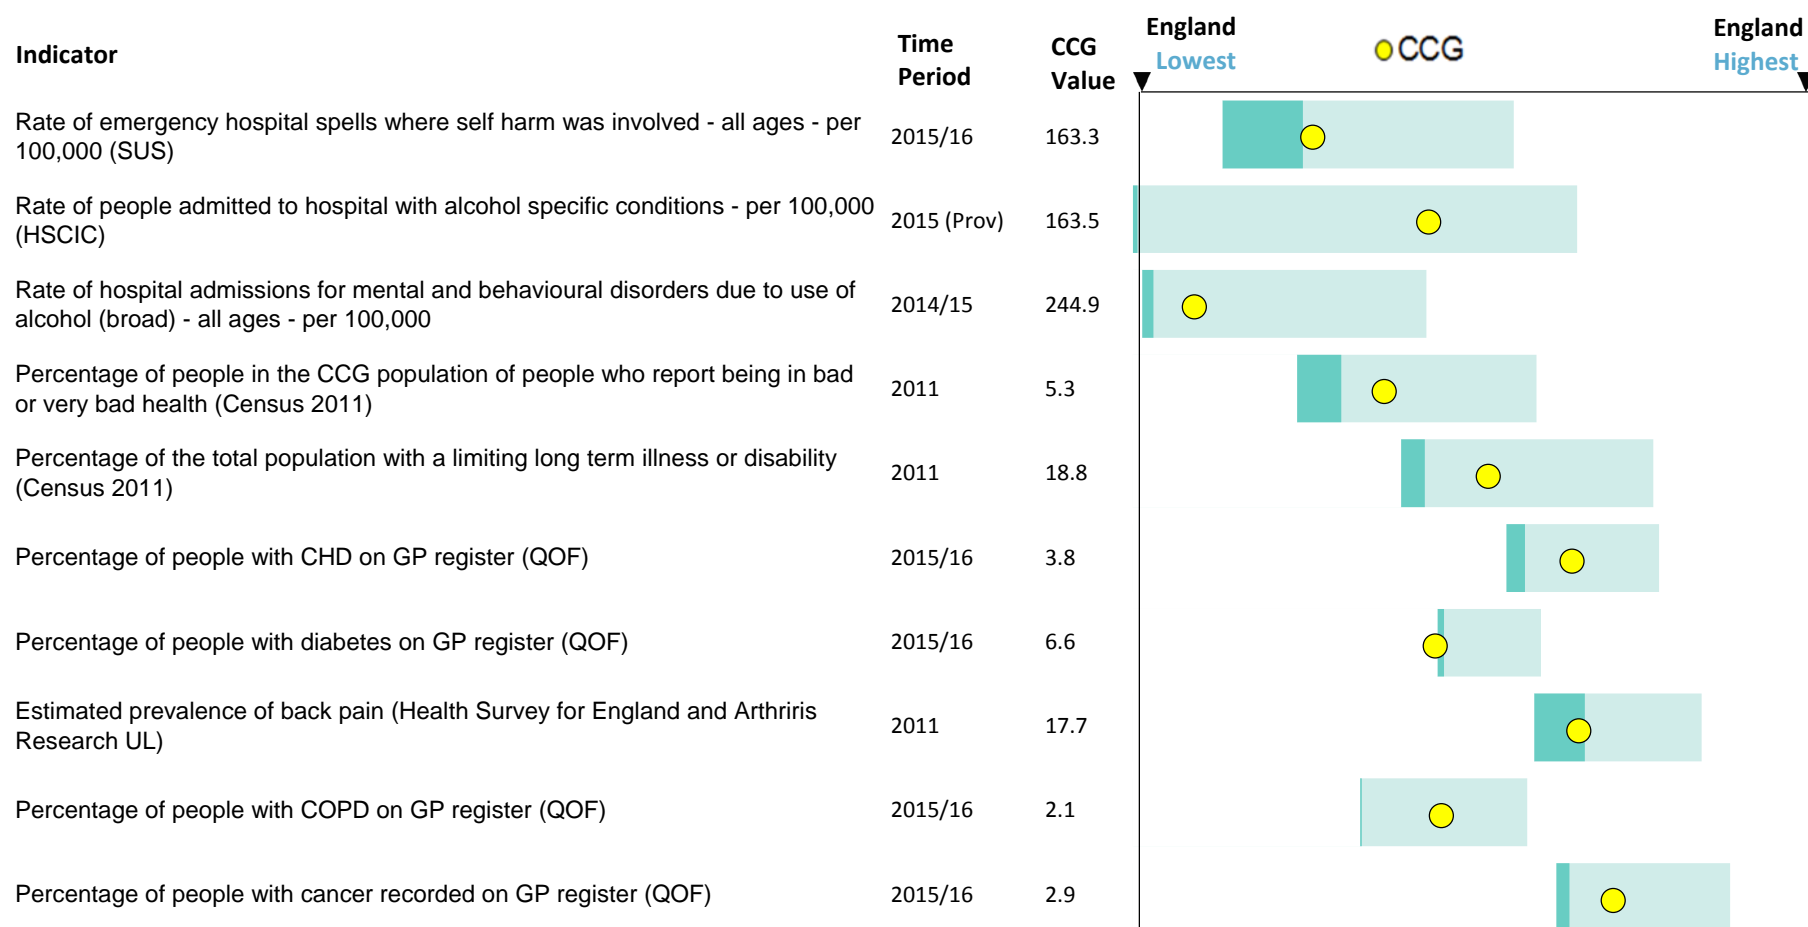 Indicator
Time Period
CCG Value
England Lowest
CCG
England Highest
Rate of emergency hospital spells where self harm was involved - all ages - per
100,000 (SUS)
2015/16
163.3
Rate of people admitted to hospital with alcohol specific conditions - per 100,000
(HSCIC)
2015 (Prov)
163.5
Rate of hospital admissions for mental and behavioural disorders due to use of
alcohol (broad) - all ages - per 100,000
2014/15
244.9
Percentage of people in the CCG population of people who report being in bad
or very bad health (Census 2011)
2011
5.3
Percentage of the total population with a limiting long term illness or disability
(Census 2011)
2011
18.8
Percentage of people with CHD on GP register (QOF)
2015/16
3.8
Percentage of people with diabetes on GP register (QOF)
2015/16
6.6
Estimated prevalence of back pain (Health Survey for England and Arthriris
Research UL)
2011
17.7
Percentage of people with COPD on GP register (QOF)
2015/16
2.1
Percentage of people with cancer recorded on GP register (QOF)
2015/16
2.9